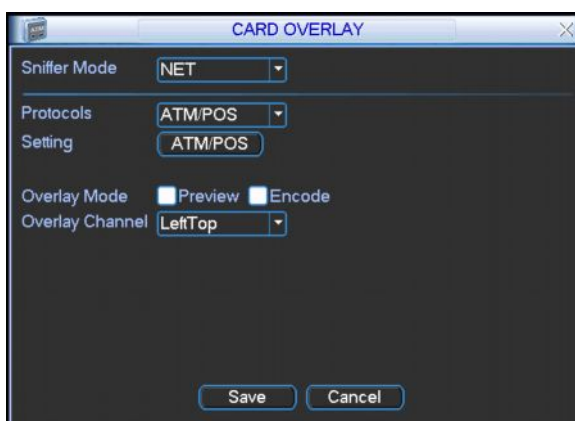 CARD OVERLAY
Sniffer Mode NET
Protocols ATM/POS
Setting ATM/POS
Overlay Mode Preview Encode
Overlay Channel LeftTop
Save Cancel